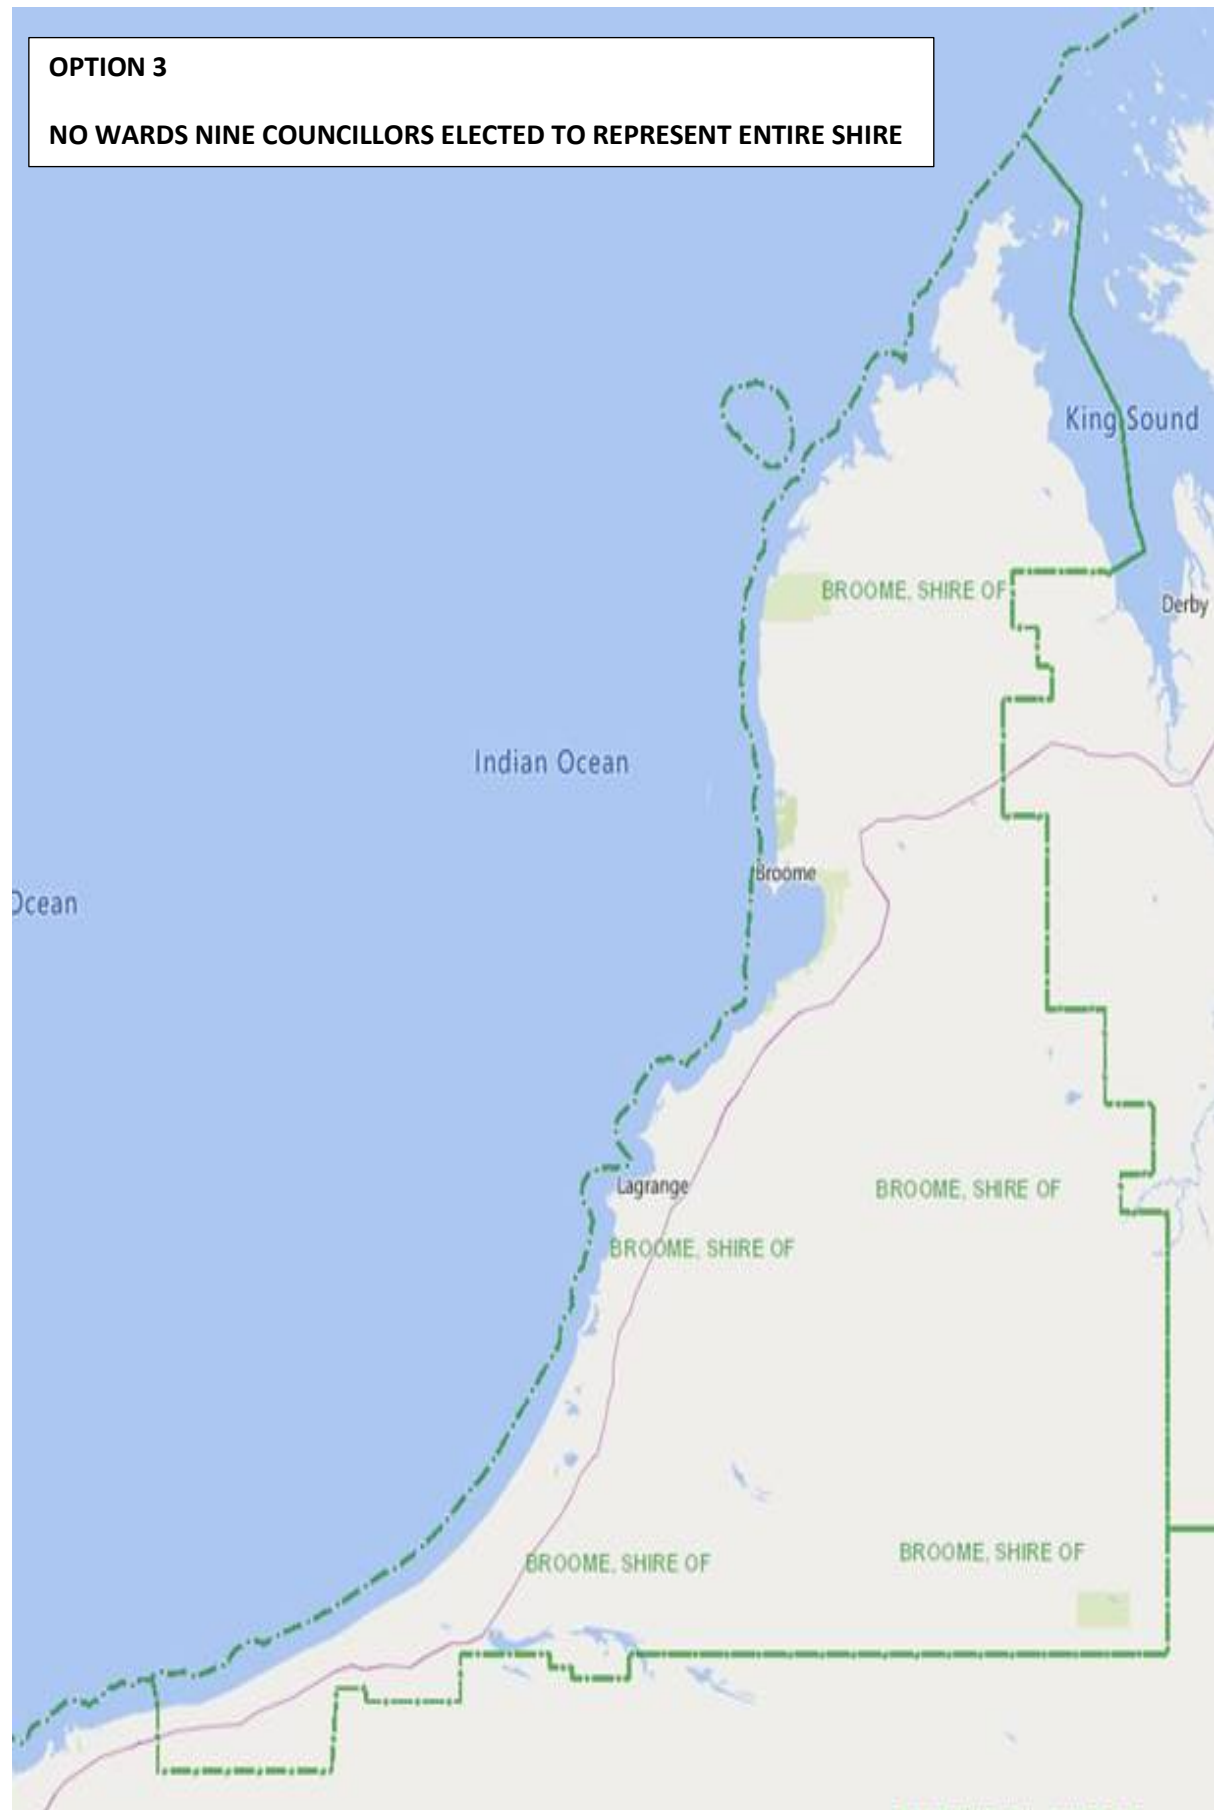 OPTION 3
NO WARDS NINE COUNCILLORS ELECTED TO REPRESENT ENTIRE SHIRE
King Sound
BROOME, SHIRE OF
Derby
Indian Ocean
Broome
Ocean
Lagrange
BROOME, SHIRE OF
BROOME, SHIRE OF
BROOME, SHIRE OF
BROOME, SHIRE OF